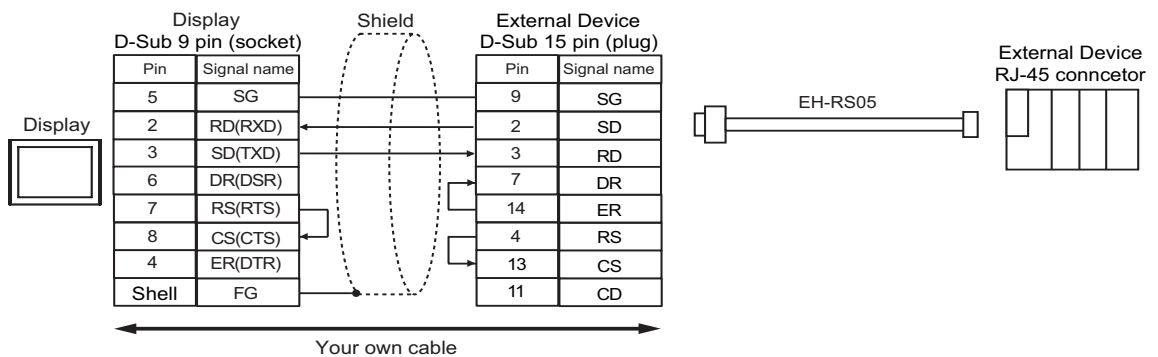 Display
D-Sub 9 pin (socket)
Shield
External Device
D-Sub 15 pin (plug)
Pin Signal name
5 SG
2 RD(RXD)
3 SD(TXD)
6 DR(DSR)
7 RS(RTS)
8 CS(CTS)
4 ER(DTR)
Shell FG
Pin Signal name
9 SG
2 SD
3 RD
7 DR
14 ER
4 RS
13 CS
11 CD
Display
Your own cable
EH-RS05
External Device
RJ-45 conncetor